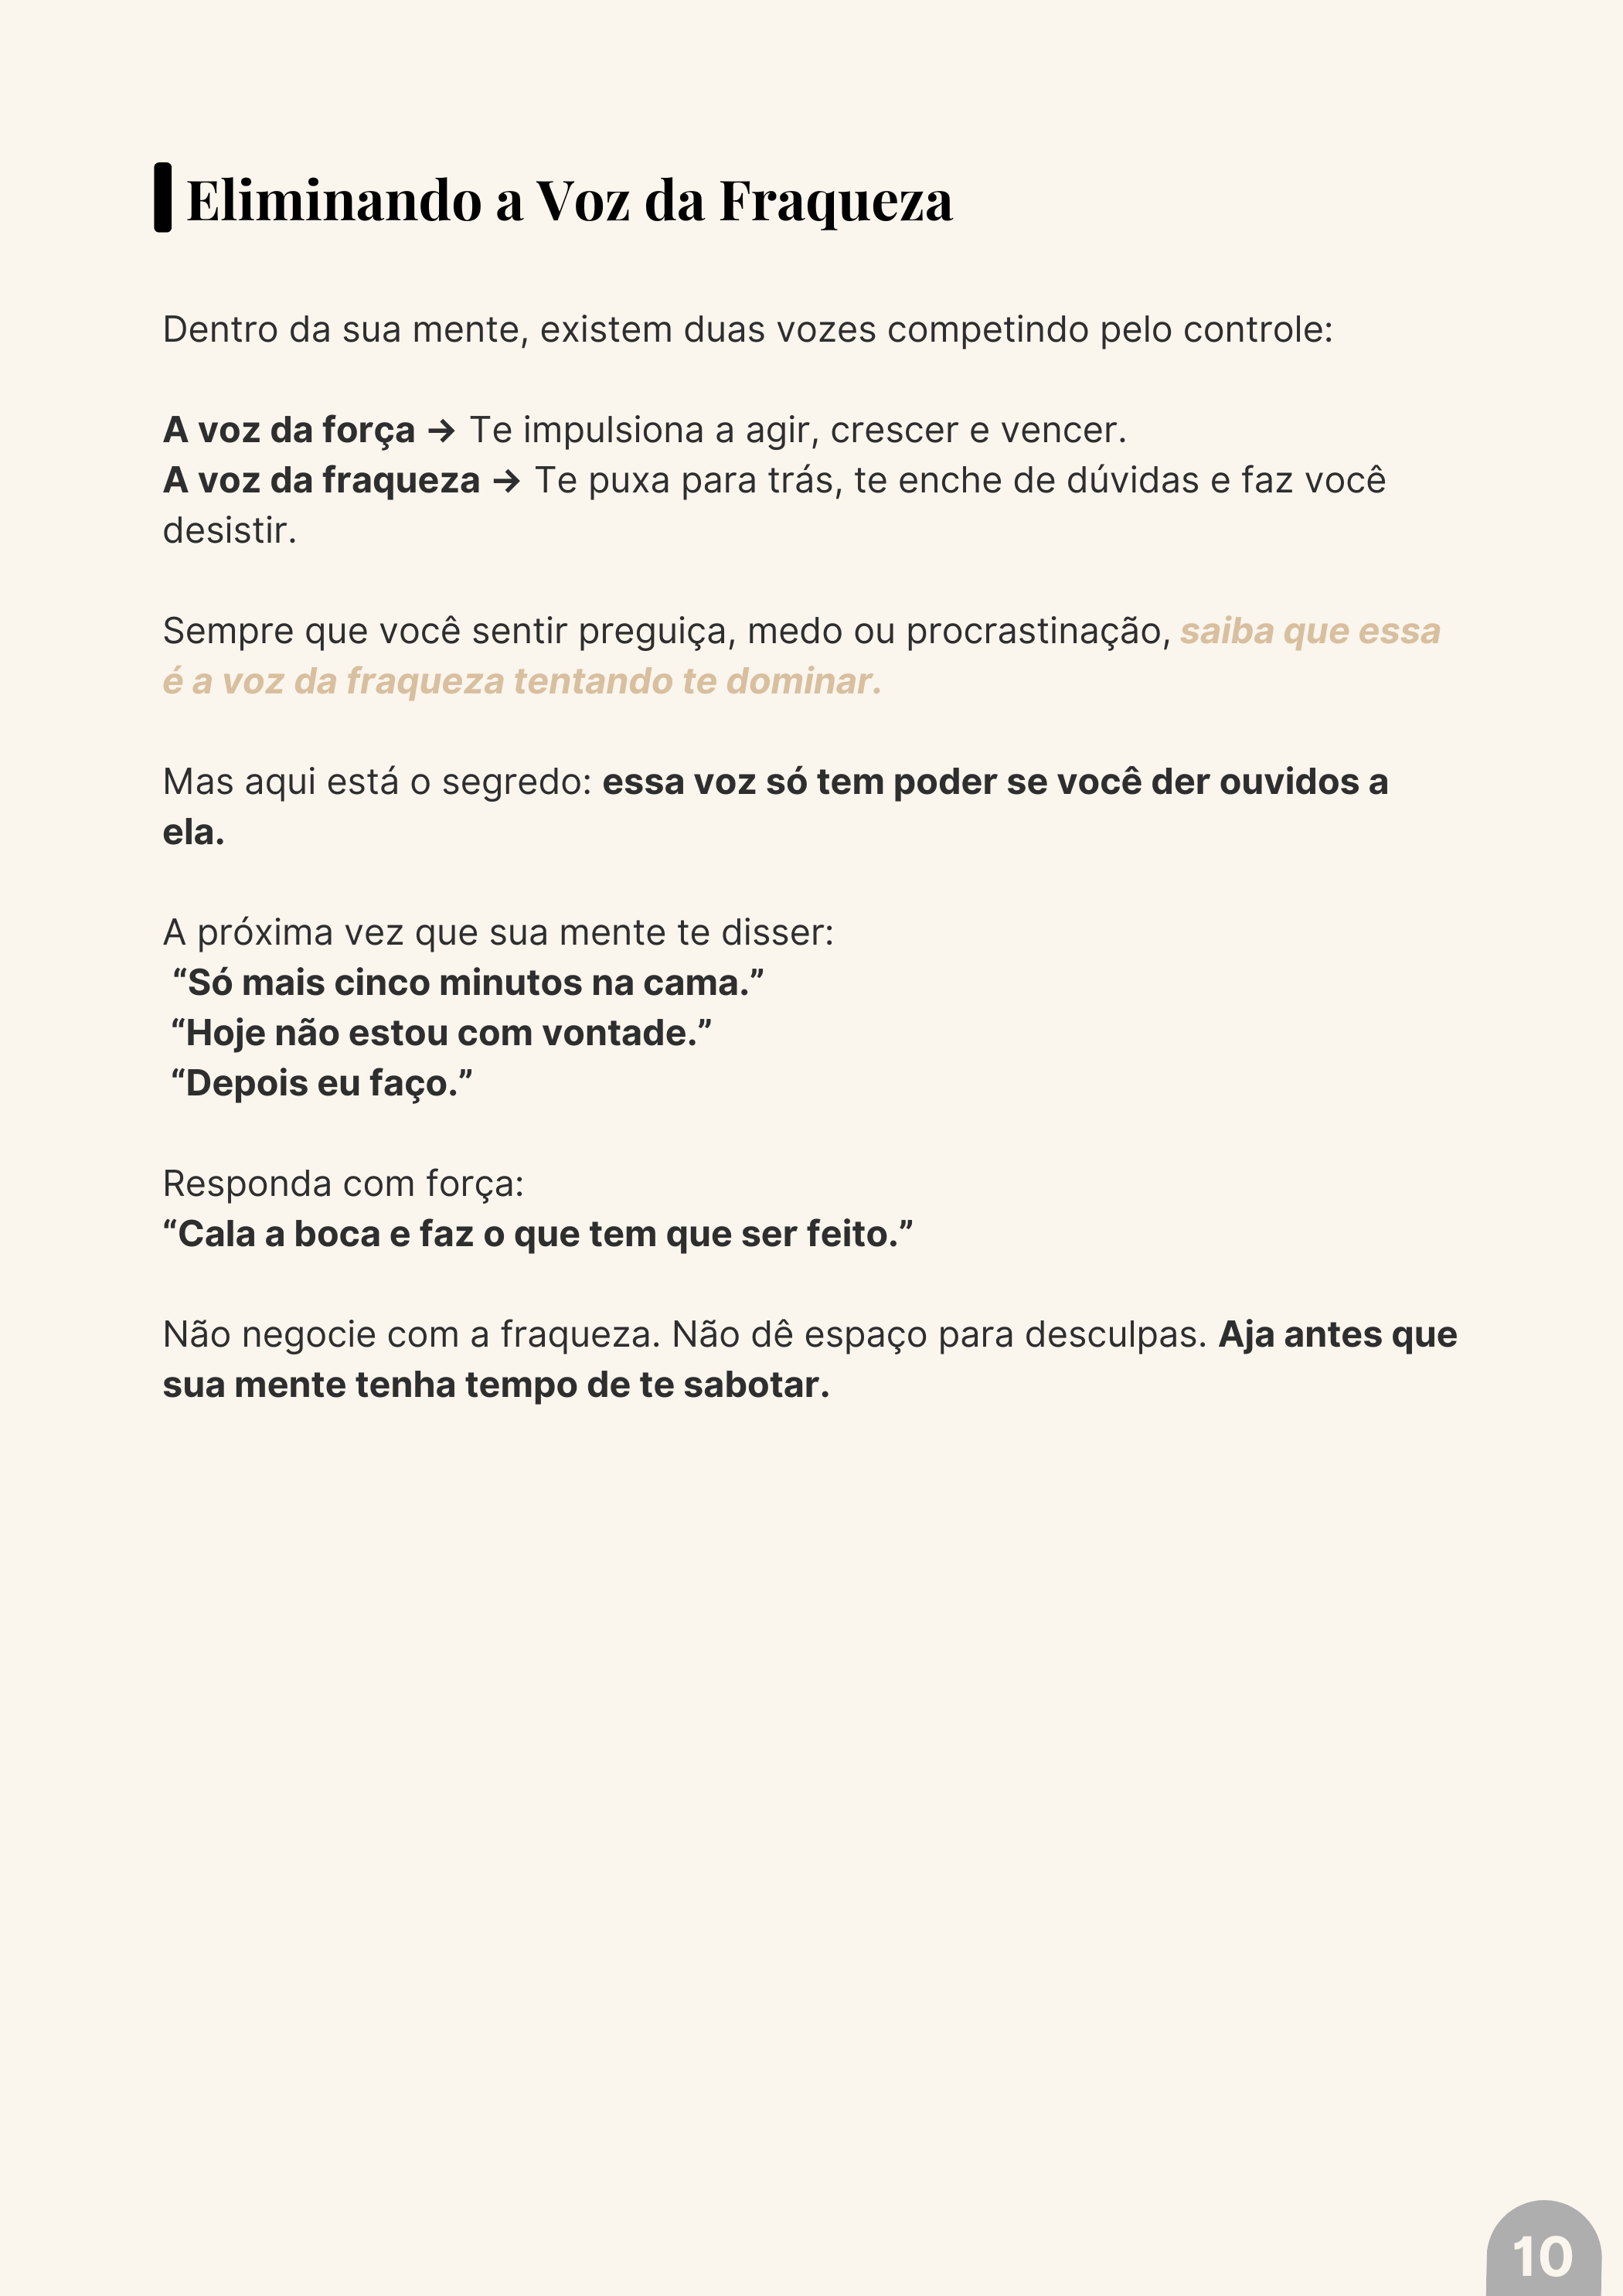 Eliminando a Voz da Fraqueza
Dentro da sua mente, existem duas vozes competindo pelo controle:
A voz da força → Te impulsiona a agir, crescer e vencer.
A voz da fraqueza → Te puxa para trás, te enche de dúvidas e faz você
desistir.
Sempre que você sentir preguiça, medo ou procrastinação, saiba que essa
é a voz da fraqueza tentando te dominar.
Mas aqui está o segredo: essa voz só tem poder se você der ouvidos a
ela.
A próxima vez que sua mente te disser:
“Só mais cinco minutos na cama.”
“Hoje não estou com vontade.”
“Depois eu faço.”
Responda com força:
“Cala a boca e faz o que tem que ser feito.”
Não negocie com a fraqueza. Não dê espaço para desculpas. Aja antes que
sua mente tenha tempo de te sabotar.
10